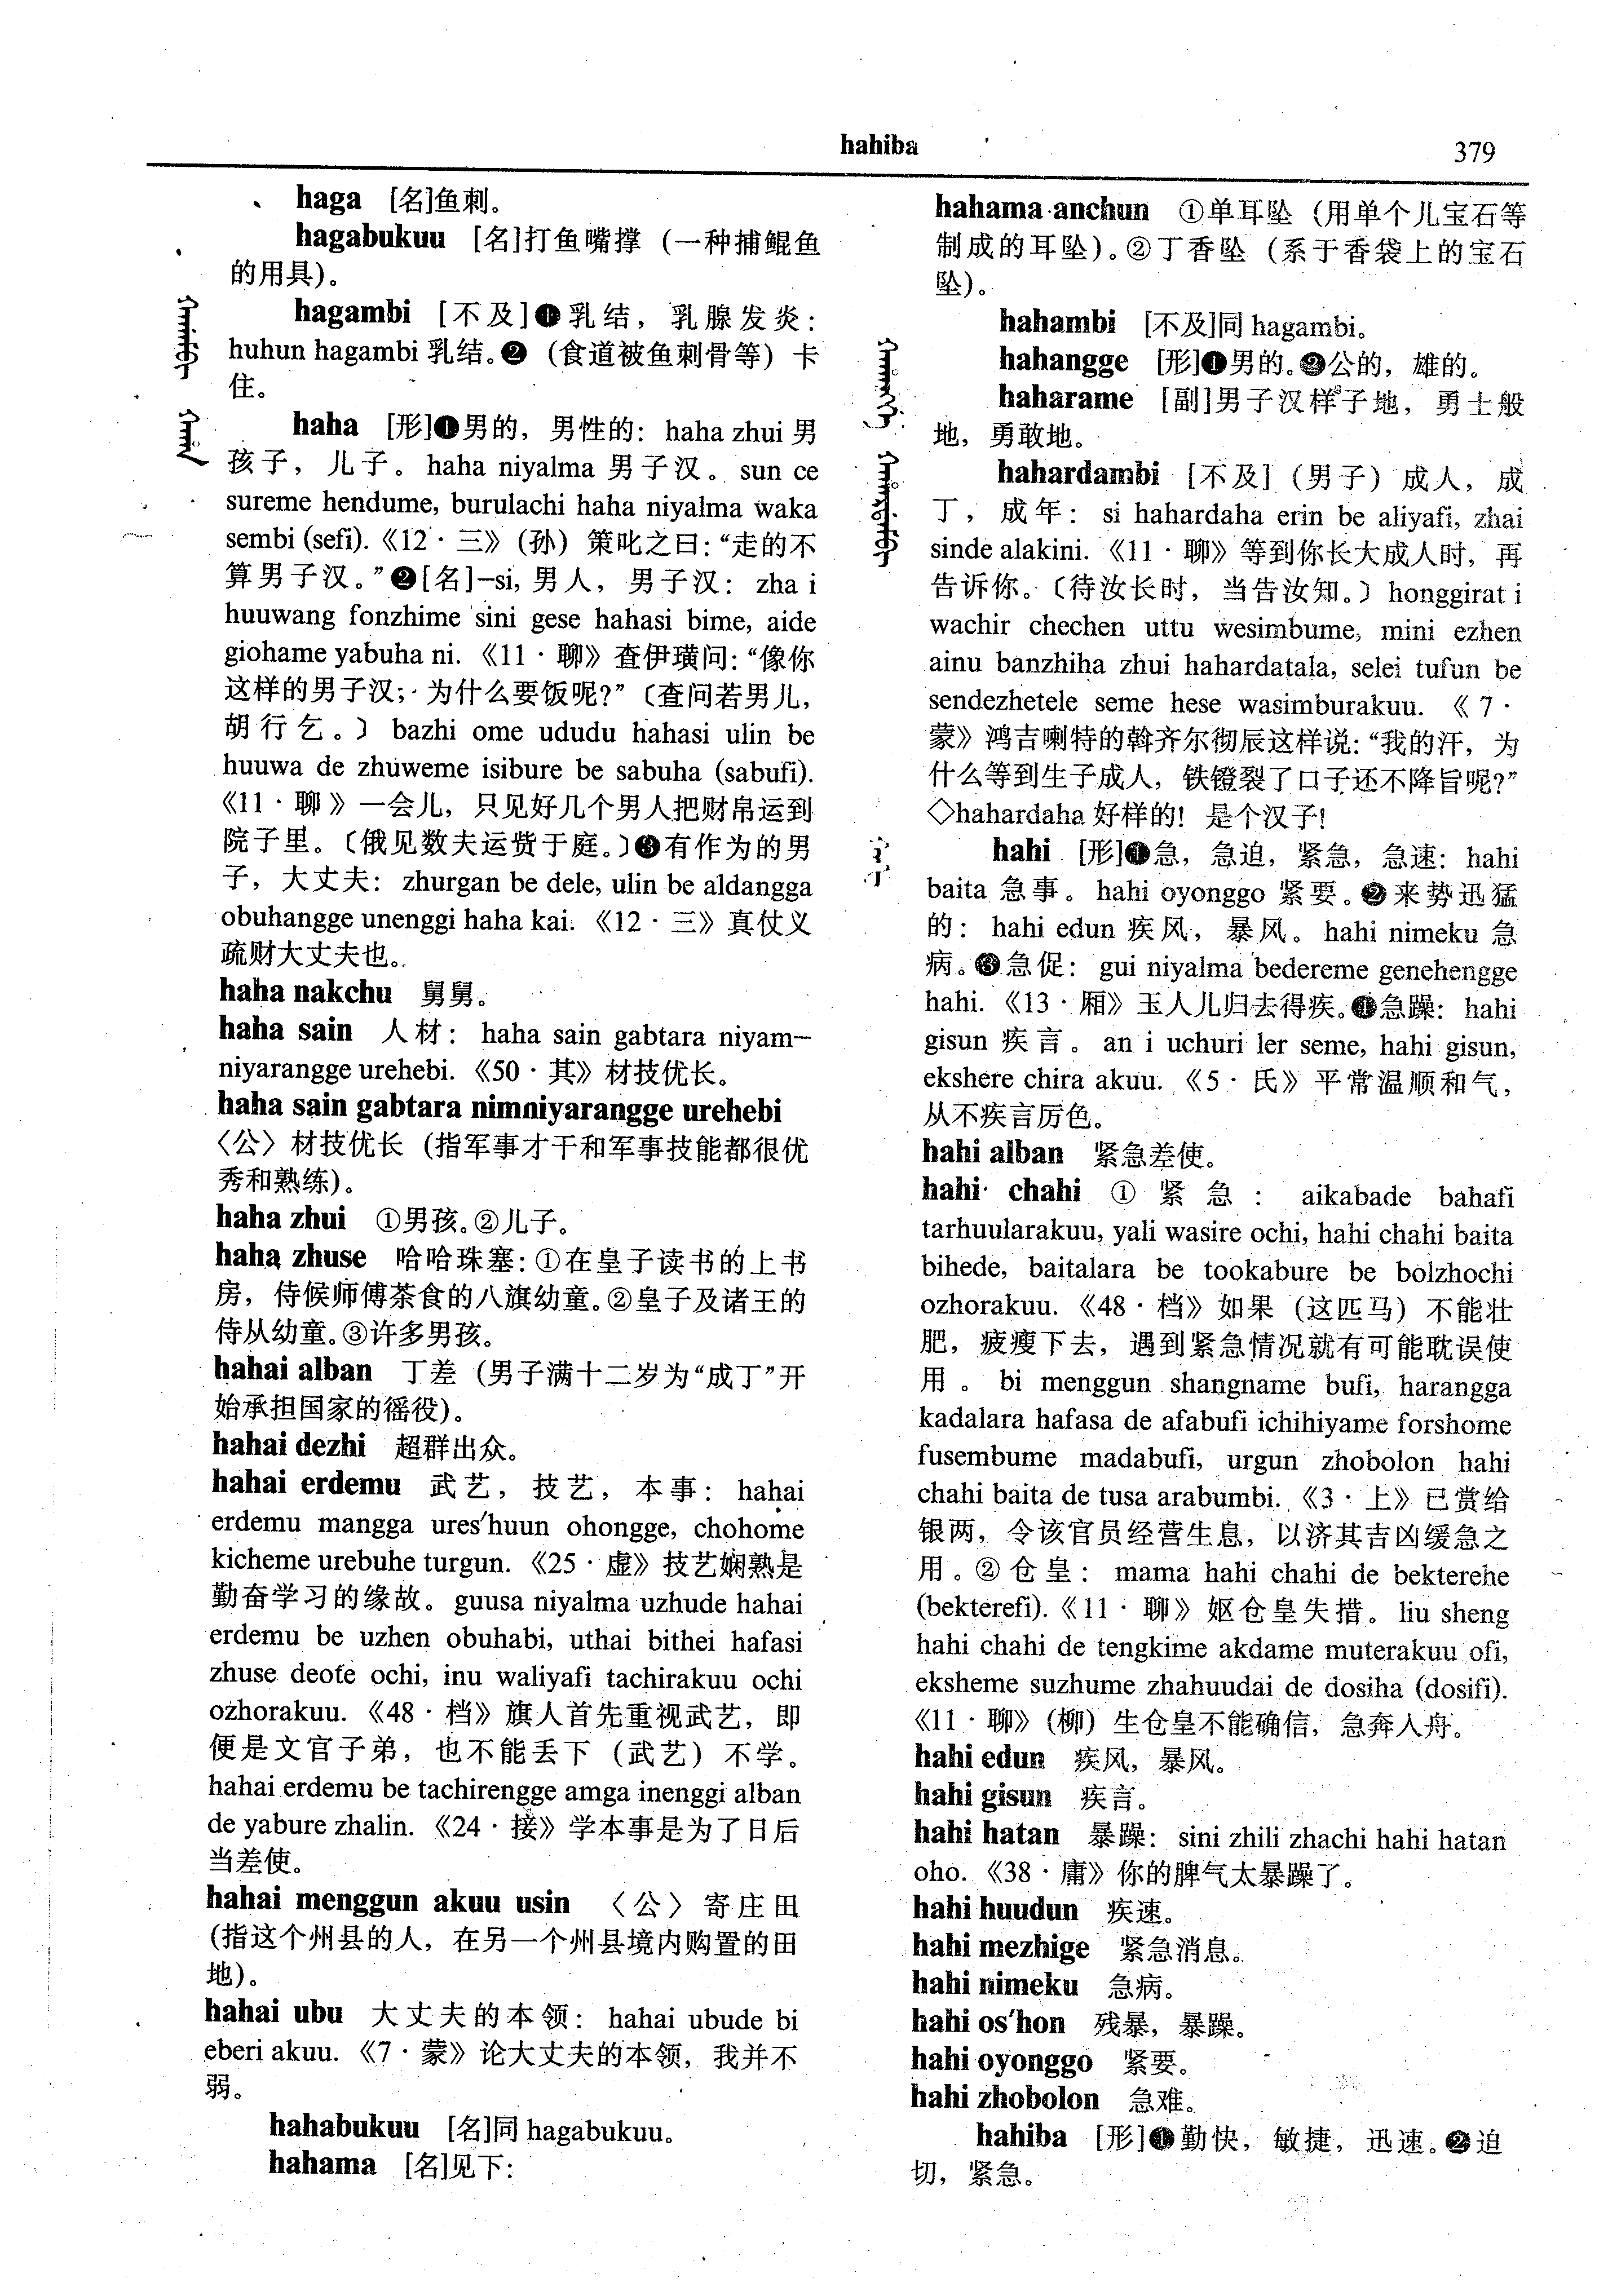 hahiba
379
haga [名]鱼刺。
hagabukuu [名]打鱼嘴撑（一种捕鲲鱼
的用具）。
hagambi [不及]❶乳结，乳腺发炎：
huhun hagambi 乳结。❷（食道被鱼刺骨等）卡
住。
haha [形]❶男的，男性的：haha zhui 男
孩子，儿子。haha niyalma 男子汉。sun ce
sureme hendume, burulachi haha niyalma waka
sembi (sefi).《12·三》（孙）策叱之曰：“走的不
算男子汉。”❷[名]–si, 男人，男子汉：zha i
huuwang fonzhime sini gese hahasi bime, aide
giohame yabuha ni.《11·聊》查伊璜问：“像你
这样的男子汉；为什么要饭呢?”〔查问若男儿，
胡行乞。〕bazhi ome ududu hahasi ulin be
huuwa de zhuweme isibure be sabuha (sabufi).
《11·聊》一会儿，只见好几个男人把财帛运到
院子里。〔俄见数夫运赀于庭。〕❸有作为的男
子，大丈夫：zhurgan be dele, ulin be aldangga
obuhangge unenggi haha kai.《12·三》真仗义
疏财大丈夫也。
haha nakchu 舅舅。
haha sain 人材：haha sain gabtara niyam–
niyarangge urehebi.《50·其》材技优长。
haha sain gabtara nimniyarangge urehebi
〈公〉材技优长（指军事才干和军事技能都很优
秀和熟练）。
haha zhui ①男孩。②儿子。
haha zhuse 哈哈珠塞：①在皇子读书的上书
房，侍候师傅茶食的八旗幼童。②皇子及诸王的
侍从幼童。③许多男孩。
hahai alban 丁差（男子满十二岁为“成丁”开
始承担国家的徭役）。
hahai dezhi 超群出众。
hahai erdemu 武艺，技艺，本事：hahai
erdemu mangga ures'huun ohongge, chohome
kicheme urebuhe turgun.《25·虚》技艺娴熟是
勤奋学习的缘故。guusa niyalma uzhude hahai
erdemu be uzhen obuhabi, uthai bithei hafasi
zhuse deote ochi, inu waliyafi tachirakuu ochi
ozhorakuu.《48·档》旗人首先重视武艺，即
便是文官子弟，也不能丢下（武艺）不学。
hahai erdemu be tachirengge amga inenggi alban
de yabure zhalin.《24·接》学本事是为了日后
当差使。
hahai menggun akuu usin 〈公〉寄庄田
（指这个州县的人，在另一个州县境内购置的田
地）。
hahai ubu 大丈夫的本领：hahai ubude bi
eberi akuu.《7·蒙》论大丈夫的本领，我并不
弱。
hahabukuu [名]同 hagabukuu。
hahama [名]见下：
hahama anchun ①单耳坠（用单个儿宝石等
制成的耳坠）。②丁香坠（系于香袋上的宝石
坠）。
hahambi [不及]同 hagambi。
hahangge [形]❶男的。❷公的，雄的。
haharame [副]男子汉样子地，勇士般
地，勇敢地。
hahardambi [不及]（男子）成人，成
丁，成年：si hahardaha erin be aliyafi, zhai
sinde alakini.《11·聊》等到你长大成人时，再
告诉你。〔待汝长时，当告汝知。〕honggirat i
wachir chechen uttu wesimbume, mini ezhen
ainu banzhiha zhui hahardatala, selei tufun be
sendezhetele seme hese wasimburakuu.《7·
蒙》鸿吉喇特的斡齐尔彻辰这样说：“我的汗，为
什么等到生子成人，铁镫裂了口子还不降旨呢?”
◇hahardaha 好样的！是个汉子！
hahi [形]❶急，急迫，紧急，急速：hahi
baita 急事。hahi oyonggo 紧要。❷来势迅猛
的：hahi edun 疾风，暴风。hahi nimeku 急
病。❸急促：gui niyalma bedereme genehengge
hahi.《13·厢》玉人儿归去得疾。❹急躁：hahi
gisun 疾言。an i uchuri ler seme, hahi gisun,
ekshere chira akuu.《5·氏》平常温顺和气，
从不疾言厉色。
hahi alban 紧急差使。
hahi chahi ①紧急：aikabade bahafi
tarhuularakuu, yali wasire ochi, hahi chahi baita
bihede, baitalara be tookabure be bolzhochi
ozhorakuu.《48·档》如果（这匹马）不能壮
肥，疲瘦下去，遇到紧急情况就有可能耽误使
用。bi menggun shangname bufi, harangga
kadalara hafasa de afabufi ichihiyame forshome
fusembume madabufi, urgun zhobolon hahi
chahi baita de tusa arabumbi.《3·上》已赏给
银两，令该官员经营生息，以济其吉凶缓急之
用。②仓皇：mama hahi chahi de bekterehe
(bekterefi).《11·聊》妪仓皇失措。liu sheng
hahi chahi de tengkime akdame muterakuu ofi,
eksheme suzhume zhahuudai de dosiha (dosifi).
《11·聊》（柳）生仓皇不能确信，急奔入舟。
hahi edun 疾风，暴风。
hahi gisun 疾言。
hahi hatan 暴躁：sini zhili zhachi hahi hatan
oho.《38·庸》你的脾气太暴躁了。
hahi huudun 疾速。
hahi mezhige 紧急消息。
hahi nimeku 急病。
hahi os'hon 残暴，暴躁。
hahi oyonggo 紧要。
hahi zhobolon 急难。
hahiba [形]❶勤快，敏捷，迅速。❷迫
切，紧急。